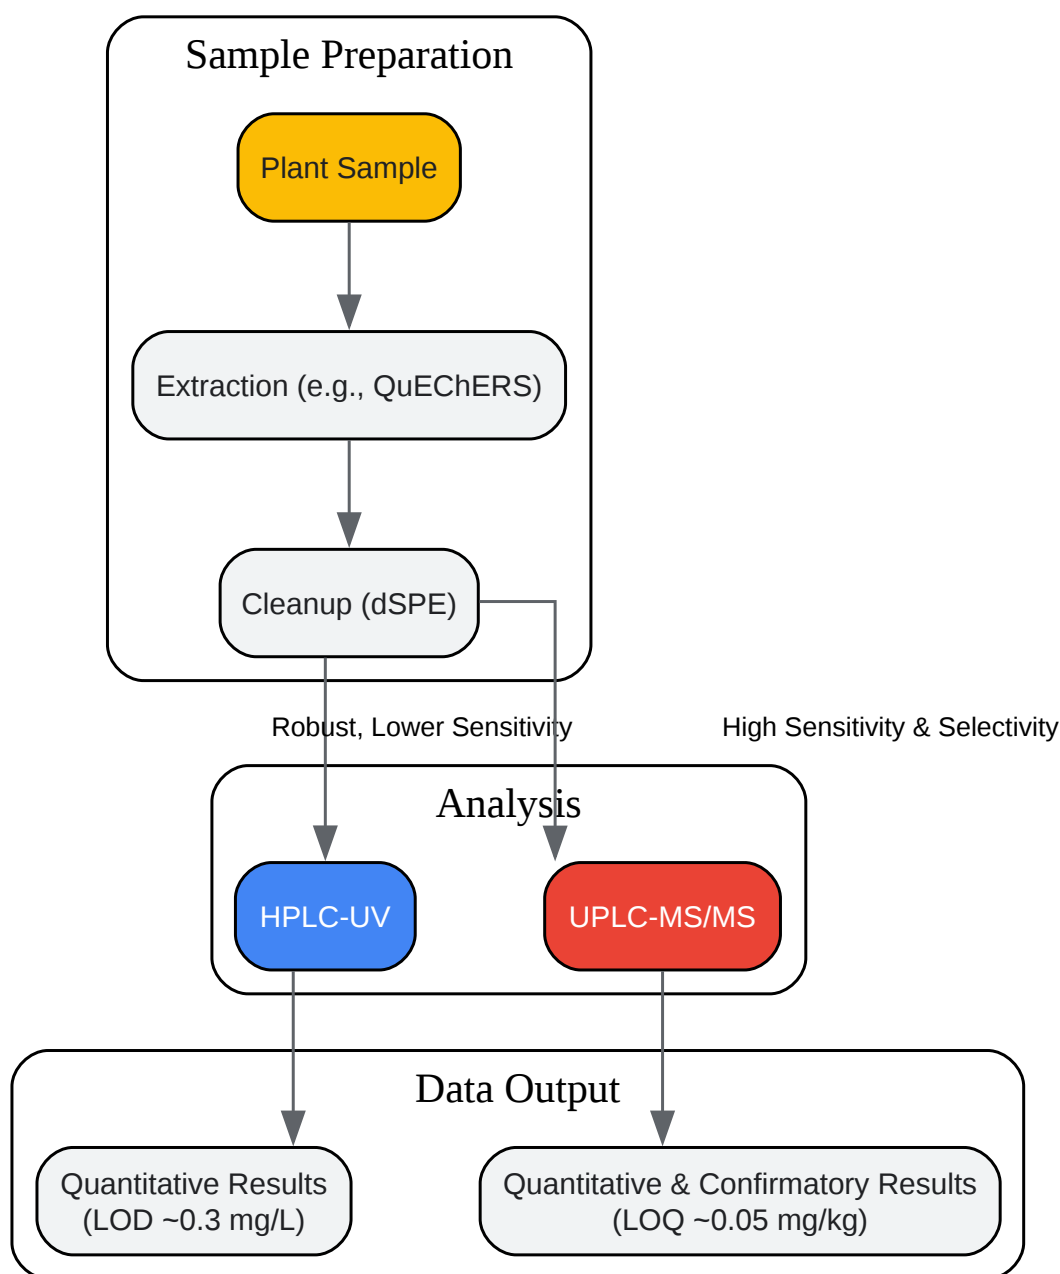 Sample Preparation
Plant Sample
Extraction (e.g., QuEChERS)
Cleanup (dSPE)
Robust, Lower Sensitivity
High Sensitivity & Selectivity
Analysis
HPLC-UV
UPLC-MS/MS
Data Output
Quantitative Results
(LOD ~0.3 mg/L)
Quantitative & Confirmatory Results
(LOQ ~0.05 mg/kg)